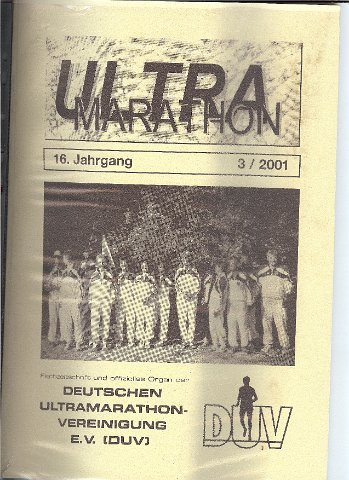 ULTRA
MARATHON
16. Jahrgang 3 / 2001
Fachzeitschrift und offizielles Organ der
DEUTSCHEN
ULTRAMARATHON-
VEREINIGUNG
E.V. (DUV)
DUV